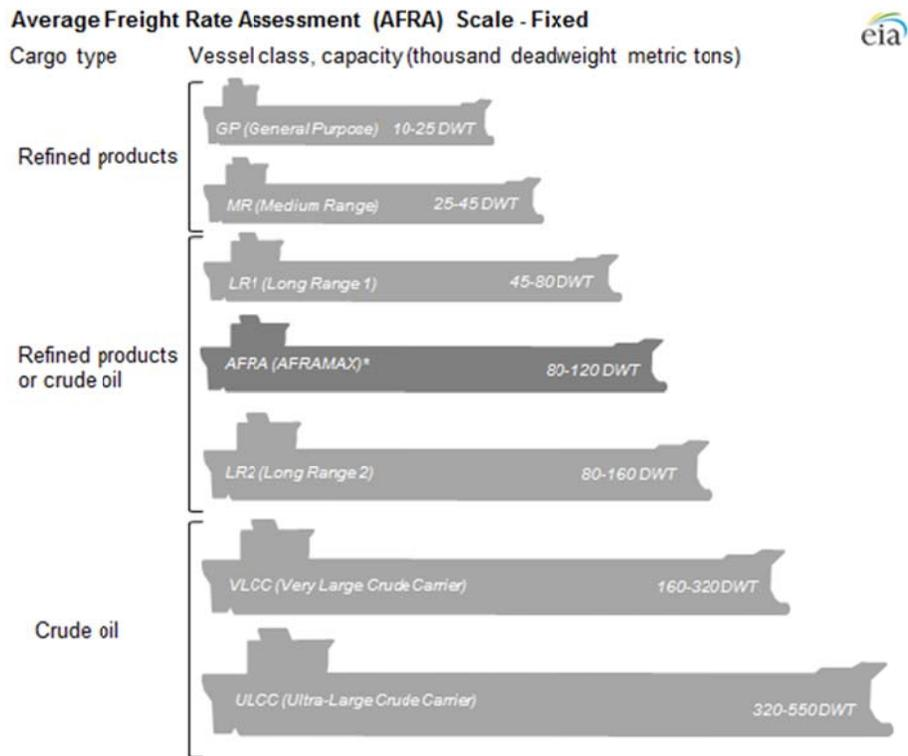 Average Freight Rate Assessment (AFRA) Scale - Fixed
eia
Cargo type
Vessel class, capacity (thousand deadweight metric tons)
Refined products
GP (General Purpose) 10-25 DWT
MR (Medium Range) 25-45 DWT
Refined products
or crude oil
LR1 (Long Range 1) 45-80 DWT
AFRA (AFRAMAX)* 80-120 DWT
LR2 (Long Range 2) 80-160 DWT
Crude oil
VLCC (Very Large Crude Carrier) 160-320 DWT
ULCC (Ultra-Large Crude Carrier) 320-550 DWT